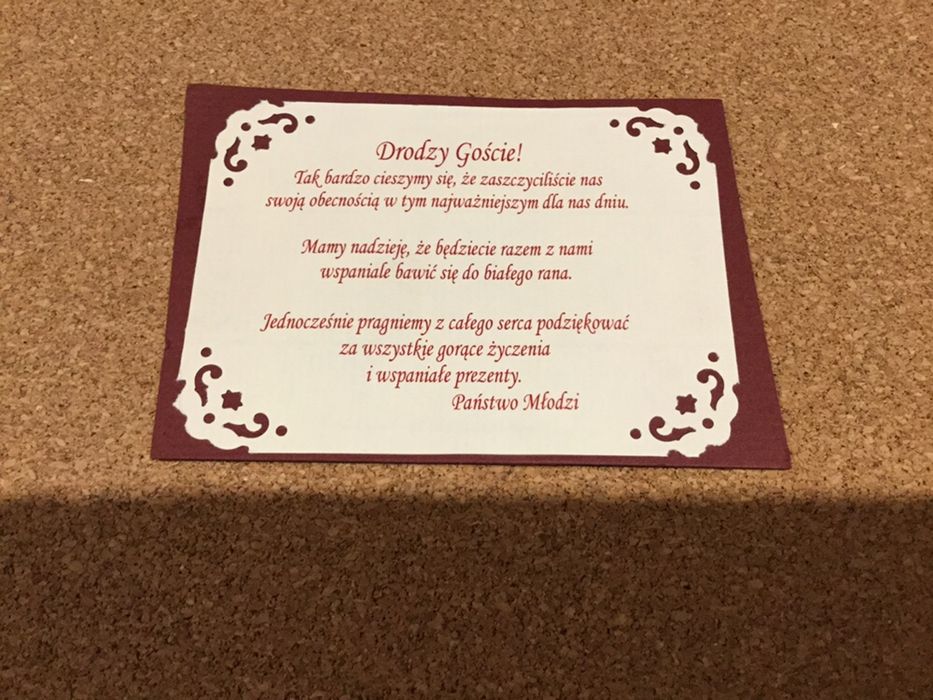 Drodzy Goście!
Tak bardzo cieszymy się, że zaszczyciliście nas
swoją obecnością w tym najważniejszym dla nas dniu.
Mamy nadzieję, że będziecie razem z nami
wspaniale bawić się do białego rana.
Jednocześnie pragniemy z całego serca podziękować
za wszystkie gorące życzenia
i wspaniałe prezenty.
Państwo Młodzi